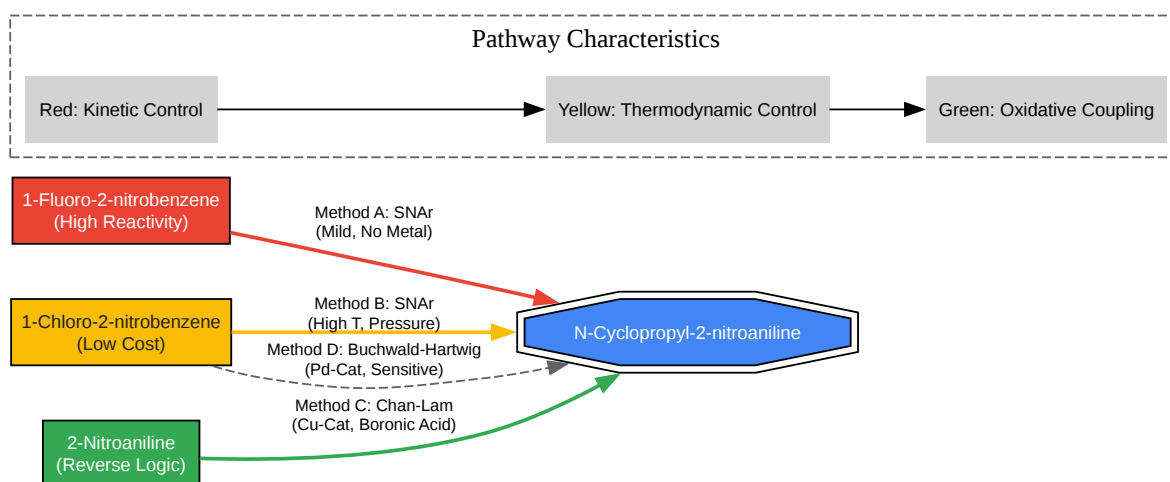 Pathway Characteristics
Red: Kinetic Control
Yellow: Thermodynamic Control
Green: Oxidative Coupling
1-Fluoro-2-nitrobenzene
(High Reactivity)
Method A: SNAr
(Mild, No Metal)
1-Chloro-2-nitrobenzene
(Low Cost)
Method B: SNAr
(High T, Pressure)
N-Cyclopropyl-2-nitroaniline
Method D: Buchwald-Hartwig
(Pd-Cat, Sensitive)
Method C: Chan-Lam
(Cu-Cat, Boronic Acid)
2-Nitroaniline
(Reverse Logic)